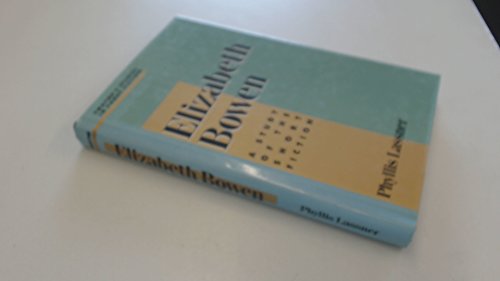 Elizabeth
Bowen
A STUDY
OF THE
SHORT
FICTION
Phyllis Lassner
Elizabeth Bowen
Phyllis Lassner